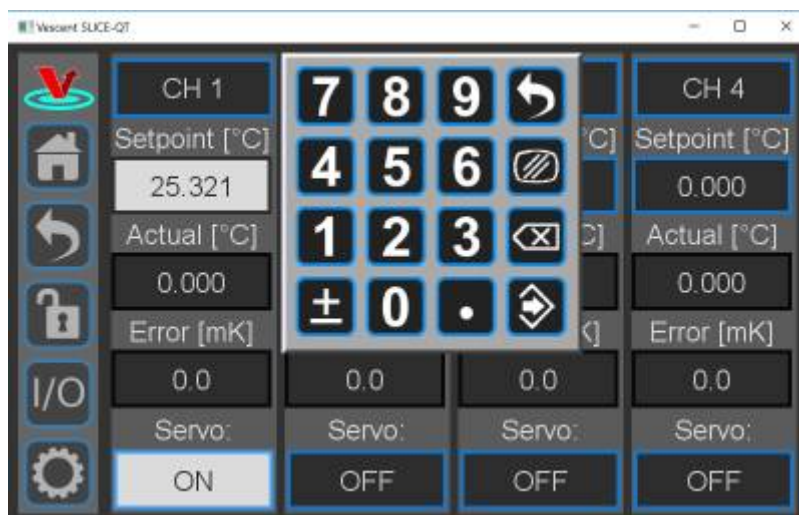 Vescent SLICE-QT
CH 1
CH 4
Setpoint [°C]
°C]
Setpoint [°C]
25.321
0.000
Actual [°C]
Actual [°C]
0.000
0.000
Error [mK]
Error [mK]
0.0
0.0
0.0
0.0
Servo:
Servo:
Servo:
Servo:
ON
OFF
OFF
OFF
I/O
7 8 9
4 5 6
1 2 3
± 0 .